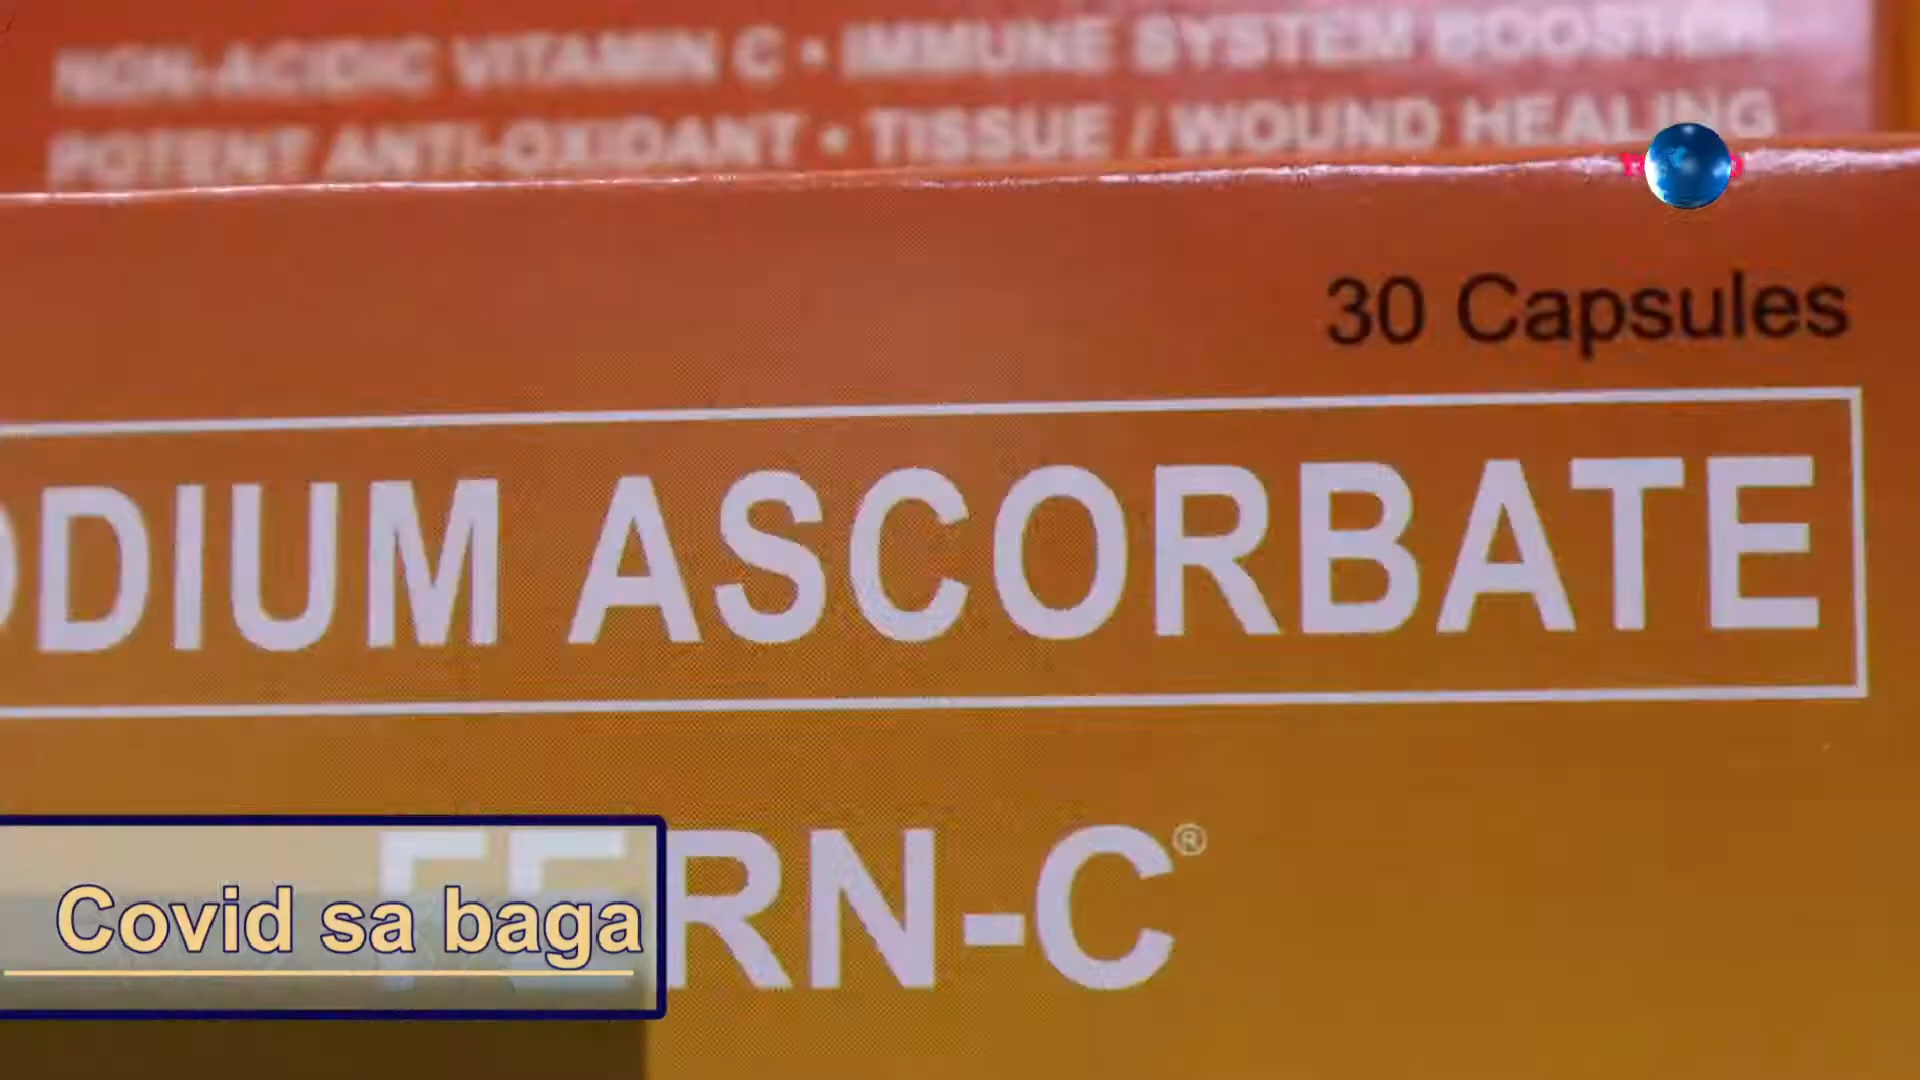 NON-ACIDIC VITAMIN C • IMMUNE SYSTEM BOOSTER
POTENT ANTI-OXIDANT • TISSUE / WOUND HEALING
30 Capsules
ODIUM ASCORBATE
FERN-C®
Covid sa baga